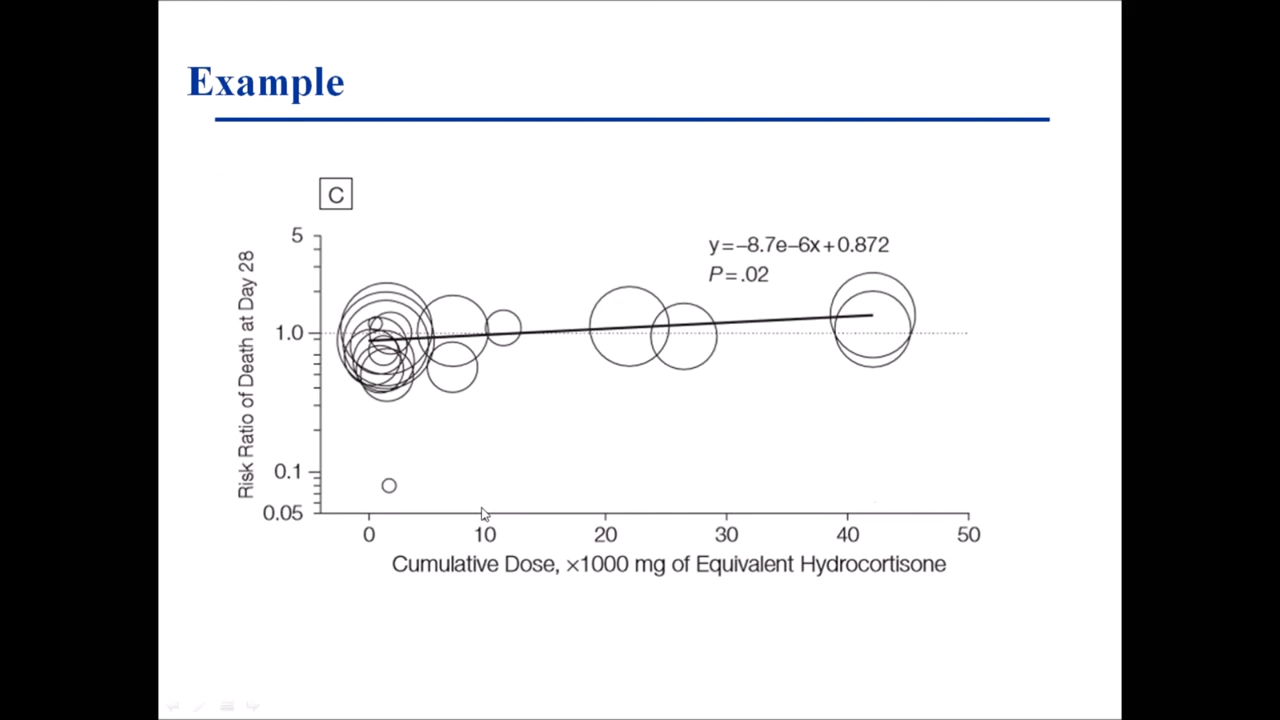 Example
C
y=–8.7e–6x+0.872
P=.02
Risk Ratio of Death at Day 28
5
1.0
0.1
0.05
0 10 20 30 40 50
Cumulative Dose, ×1000 mg of Equivalent Hydrocortisone